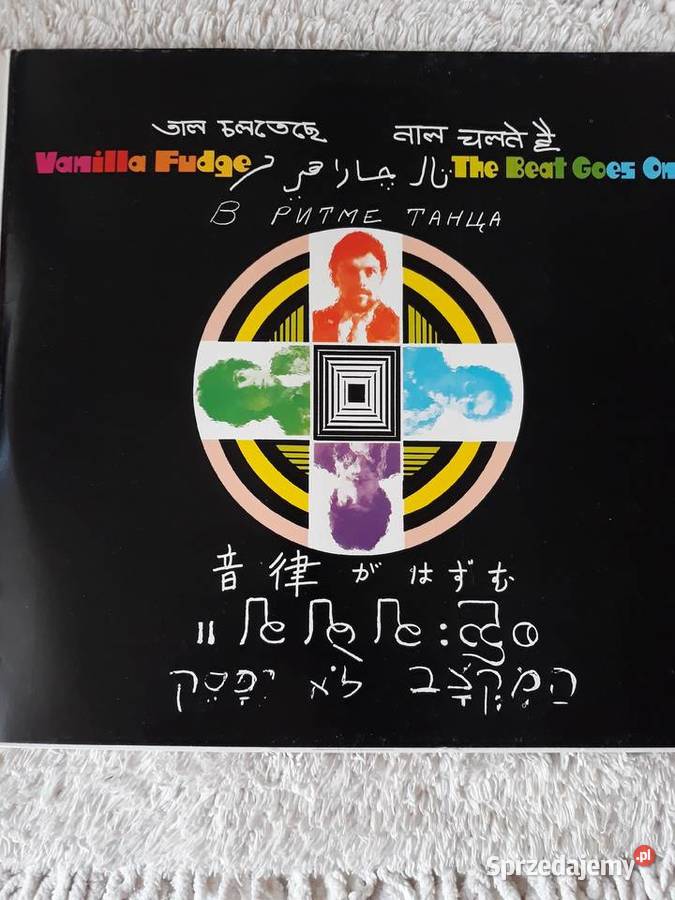 তাল চলতেছে ताल चलते है
Vanilla Fudge The Beat Goes On
В РИТМЕ ТАНЦА
音律がはずむ
הַמִקְצָב לֹא יִפָּסֵק
Sprzedajemy.pl